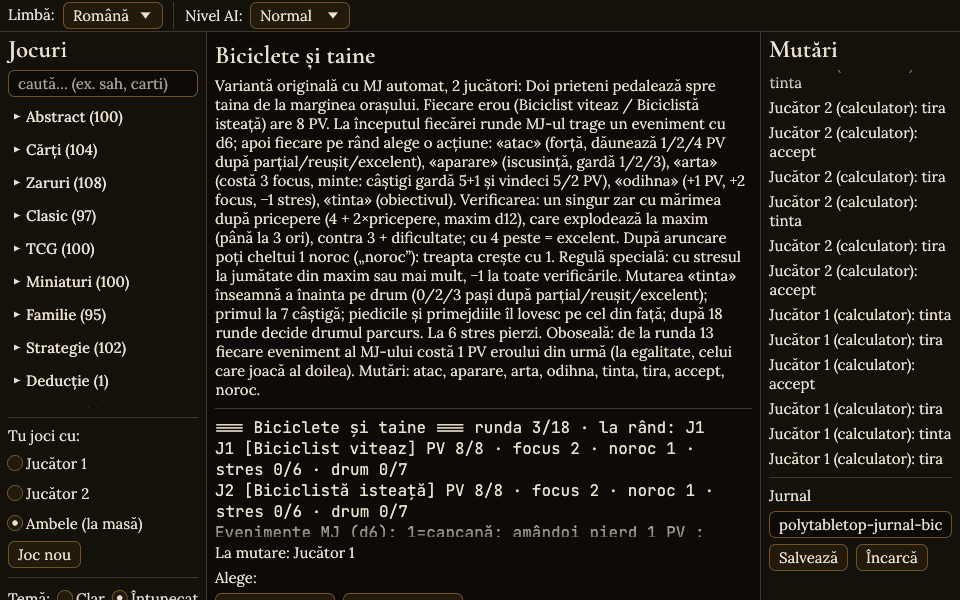 Limbă: Română ▼ Nivel AI: Normal ▼
Jocuri
caută... (ex. sah, carti)
▸ Abstract (100)
▸ Cărți (104)
▸ Zaruri (108)
▸ Clasic (97)
▸ TCG (100)
▸ Miniaturi (100)
▸ Familie (95)
▸ Strategie (102)
▸ Deducție (1)
Tu joci cu:
Jucător 1
Jucător 2
Ambele (la masă)
Joc nou
Temă: Clar Întunecat
Biciclete și taine
Variantă originală cu MJ automat, 2 jucători: Doi prieteni pedalează spre
taina de la marginea orașului. Fiecare erou (Biciclist viteaz / Biciclistă
isteață) are 8 PV. La începutul fiecărei runde MJ-ul trage un eveniment cu
d6; apoi fiecare pe rând alege o acțiune: «atac» (forță, dăunează 1/2/4 PV
după parțial/reușit/excelent), «aparare» (iscusință, gardă 1/2/3), «arta»
(costă 3 focus, minte: câștigi gardă 5+1 și vindeci 5/2 PV), «odihna» (+1 PV, +2
focus, −1 stres), «tinta» (obiectivul). Verificarea: un singur zar cu mărimea
după pricepere (4 + 2×pricepere, maxim d12), care explodează la maxim
(până la 3 ori), contra 3 + dificultate; cu 4 peste = excelent. După aruncare
poți cheltui 1 noroc („noroc”): treapta crește cu 1. Regulă specială: cu stresul
la jumătate din maxim sau mai mult, −1 la toate verificările. Mutarea «tinta»
înseamnă a înainta pe drum (0/2/3 pași după parțial/reușit/excelent);
primul la 7 câștigă; piedicile și primejdiile îl lovesc pe cel din față; după 18
runde decide drumul parcurs. La 6 stres pierzi. Oboseală: de la runda 13
fiecare eveniment al MJ-ului costă 1 PV eroului din urmă (la egalitate, celui
care joacă al doilea). Mutări: atac, aparare, arta, odihna, tinta, tira, accept,
noroc.
═══ Biciclete și taine ═══ runda 3/18 · la rând: J1
J1 [Biciclist viteaz] PV 8/8 · focus 2 · noroc 1 ·
stres 0/6 · drum 0/7
J2 [Biciclistă isteață] PV 8/8 · focus 2 · noroc 1 ·
stres 0/6 · drum 0/7
Evenimente MJ (d6): 1=capcană: amândoi pierd 1 PV ;
La mutare: Jucător 1
Alege:
Mutări
tinta
Jucător 2 (calculator): tira
Jucător 2 (calculator):
accept
Jucător 2 (calculator): tira
Jucător 2 (calculator):
tinta
Jucător 2 (calculator): tira
Jucător 2 (calculator):
accept
Jucător 1 (calculator): tinta
Jucător 1 (calculator): tira
Jucător 1 (calculator):
accept
Jucător 1 (calculator): tira
Jucător 1 (calculator): tinta
Jucător 1 (calculator): tira
Jurnal
polytabletop-jurnal-bic
Salvează Încarcă